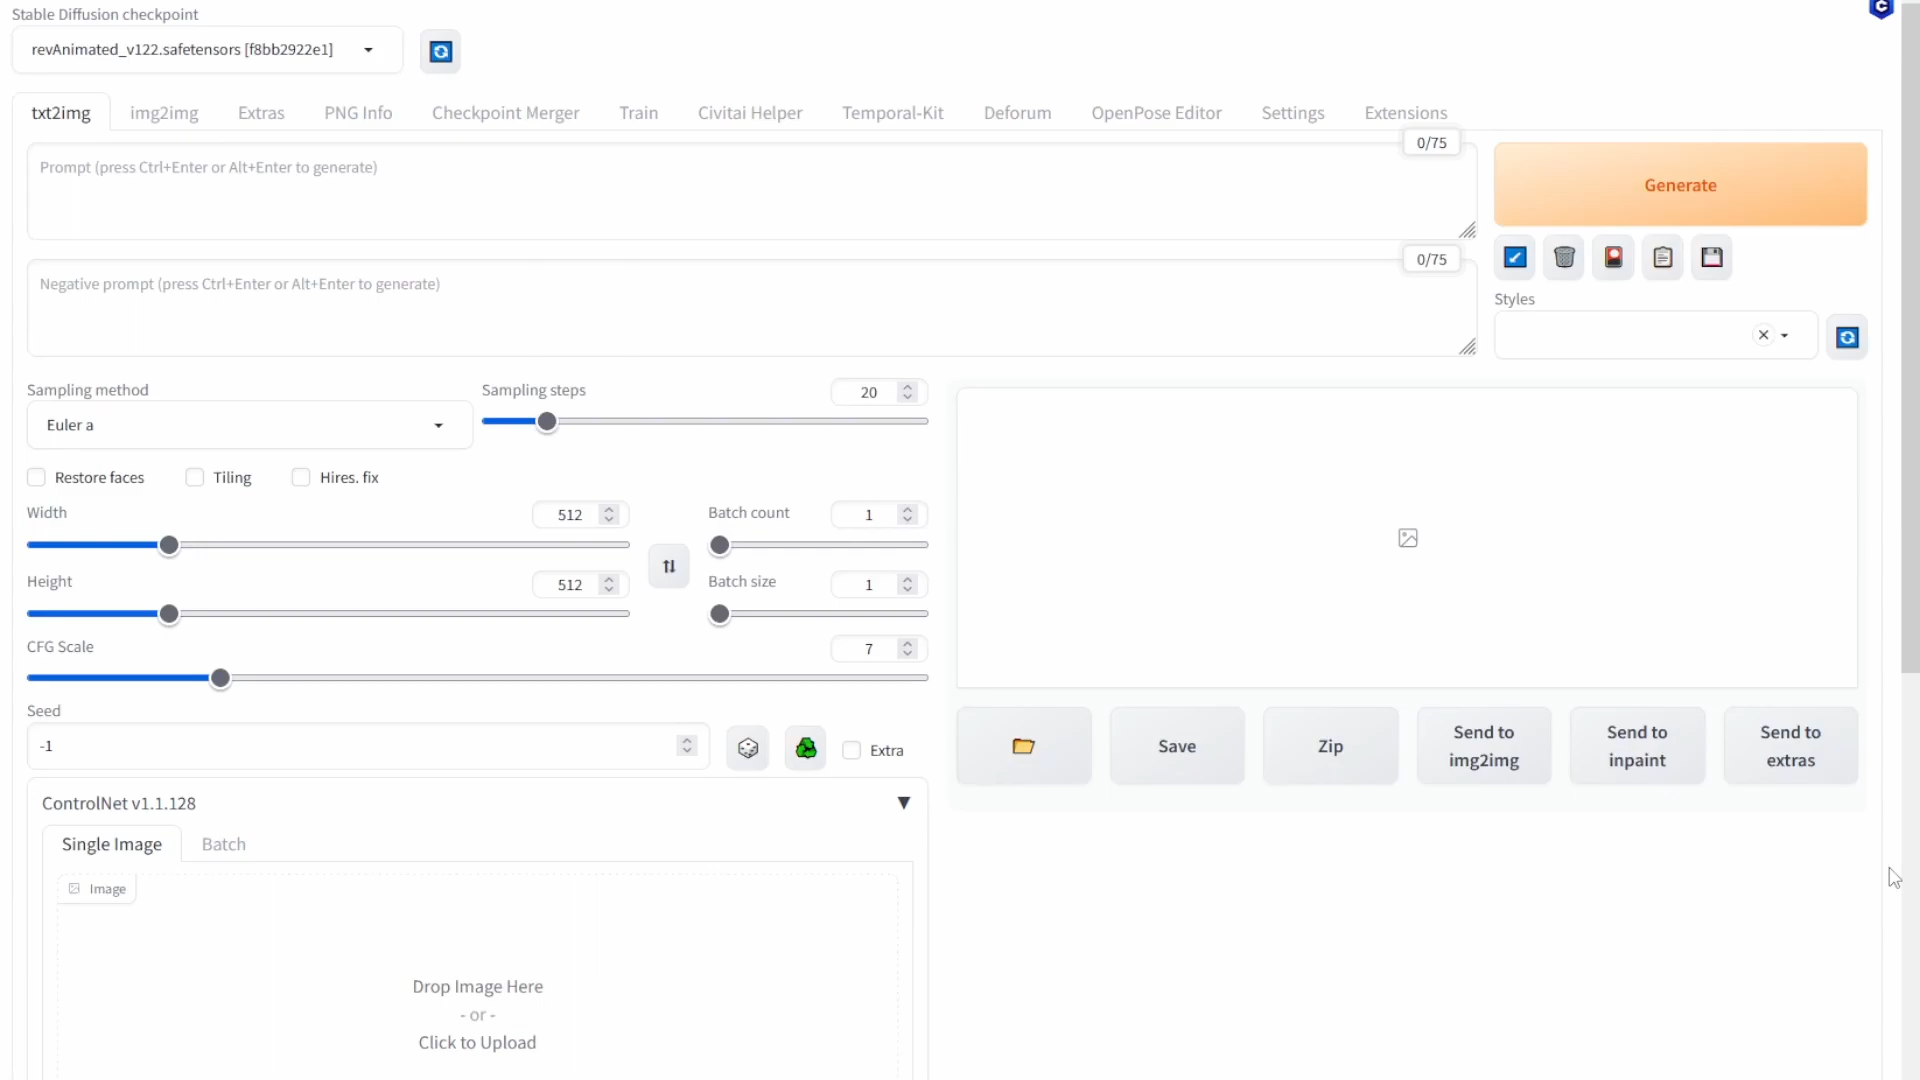 Stable Diffusion checkpoint
revAnimated_v122.safetensors [f8bb2922e1]
txt2img img2img Extras PNG Info Checkpoint Merger Train Civitai Helper Temporal-Kit Deforum OpenPose Editor Settings Extensions
0/75
Prompt (press Ctrl+Enter or Alt+Enter to generate)
Generate
0/75
Negative prompt (press Ctrl+Enter or Alt+Enter to generate)
Styles
Sampling method
Euler a
Sampling steps
20
Restore faces
Tiling
Hires. fix
Width
512
Batch count
1
Height
512
Batch size
1
CFG Scale
7
Seed
-1
Extra
Save
Zip
Send to
img2img
Send to
inpaint
Send to
extras
ControlNet v1.1.128
Single Image
Batch
Image
Drop Image Here
- or -
Click to Upload